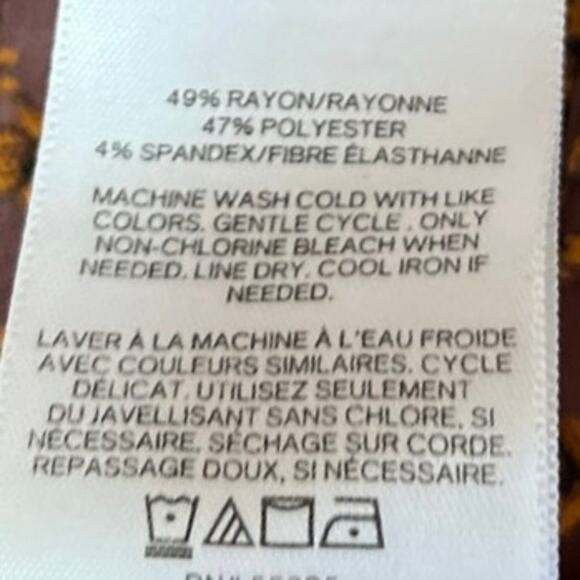 49% RAYON/RAYONNE
47% POLYESTER
4% SPANDEX/FIBRE ÉLASTHANNE
MACHINE WASH COLD WITH LIKE
COLORS. GENTLE CYCLE . ONLY
NON-CHLORINE BLEACH WHEN
NEEDED. LINE DRY. COOL IRON IF
NEEDED.
LAVER À LA MACHINE À L'EAU FROIDE
AVEC COULEURS SIMILAIRES. CYCLE
DÉLICAT. UTILISEZ SEULEMENT
DU JAVELLISANT SANS CHLORE, SI
NÉCESSAIRE. SÉCHAGE SUR CORDE.
REPASSAGE DOUX, SI NÉCESSAIRE.